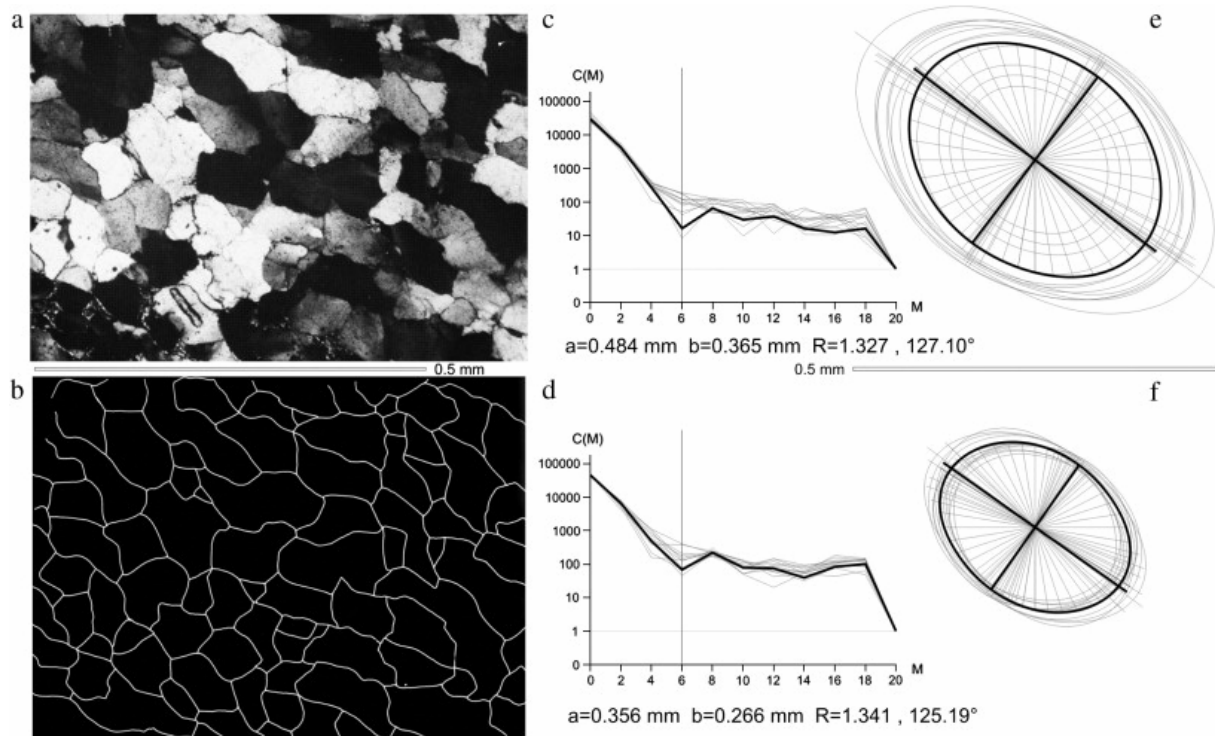 a
c
e
C(M)
100000
10000
1000
100
10
1
0
0 2 4 6 8 10 12 14 16 18 20 M
a=0.484 mm b=0.365 mm R=1.327 , 127.10°
0.5 mm
0.5 mm
b
d
f
C(M)
100000
10000
1000
100
10
1
0
0 2 4 6 8 10 12 14 16 18 20 M
a=0.356 mm b=0.266 mm R=1.341 , 125.19°